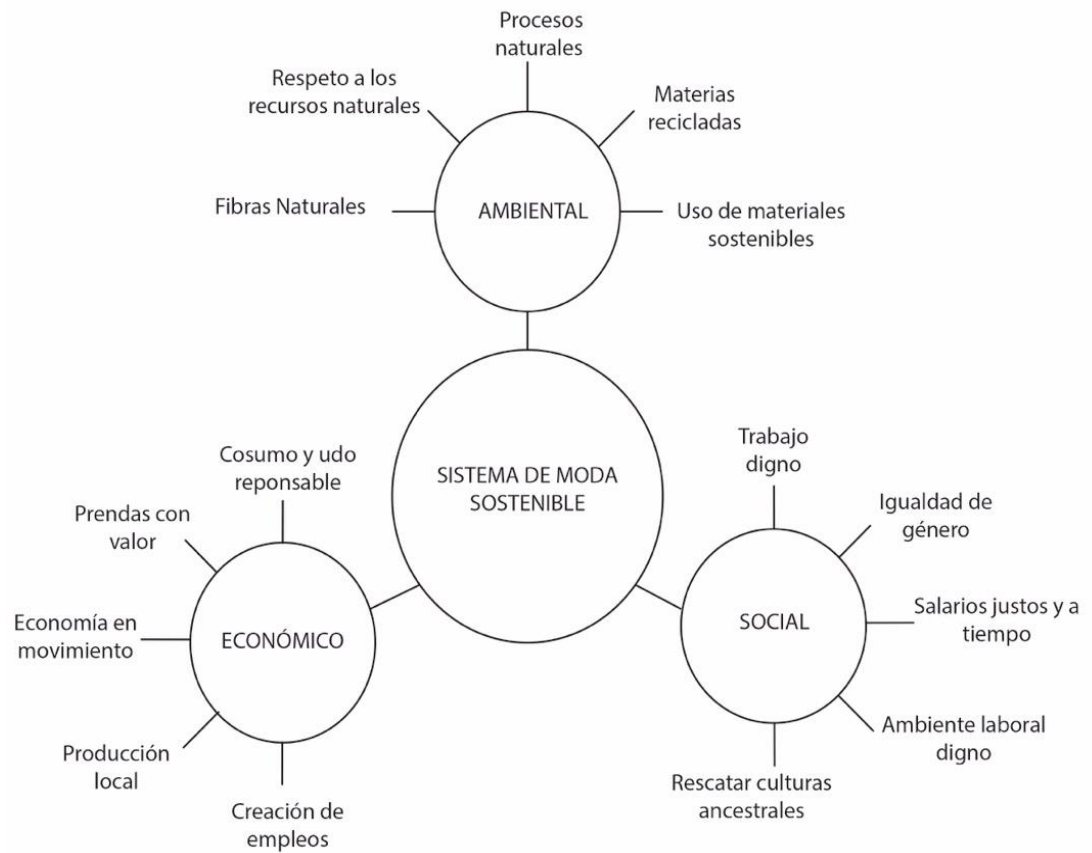 Procesos
naturales
Respeto a los
recursos naturales
Materias
recicladas
Fibras Naturales
AMBIENTAL
Uso de materiales
sostenibles
SISTEMA DE MODA
SOSTENIBLE
Cosumo y udo
reponsable
Prendas con
valor
Economía en
movimiento
ECONÓMICO
Producción
local
Creación de
empleos
Trabajo
digno
Igualdad de
género
SOCIAL
Salarios justos y a
tiempo
Ambiente laboral
digno
Rescatar culturas
ancestrales